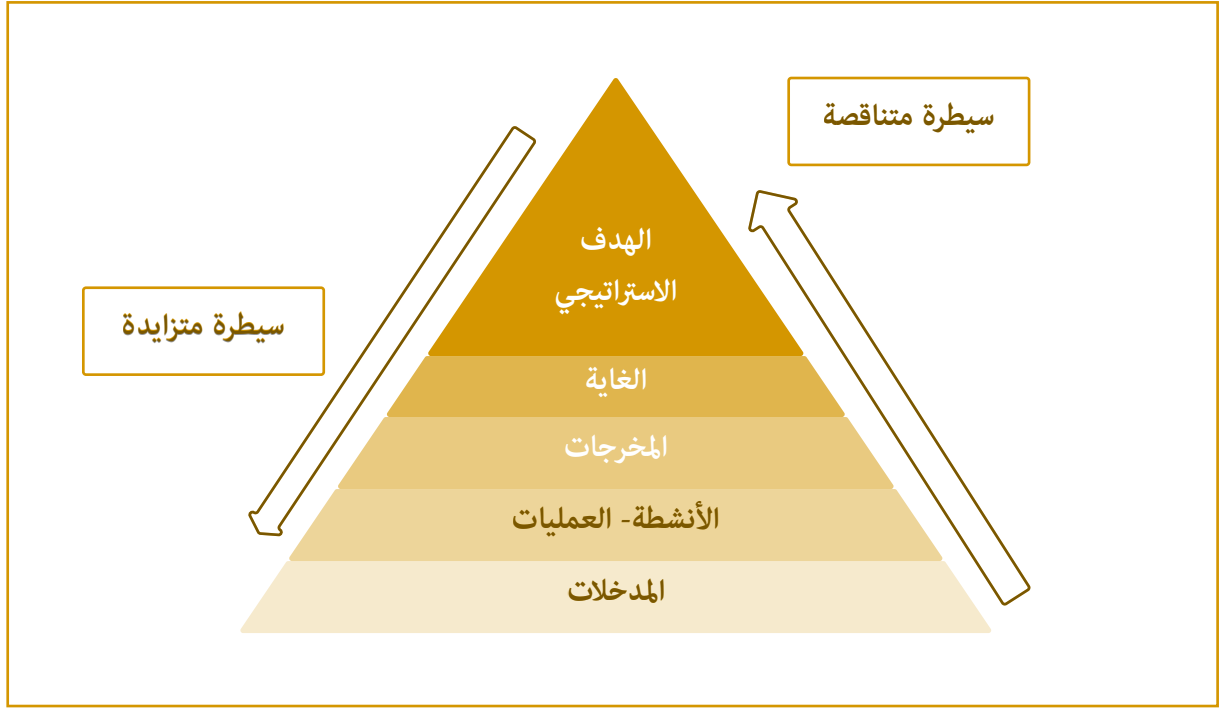 سيطرة متناقصة
الهدف
الاستراتيجي
سيطرة متزايدة
الغاية
المخرجات
الأنشطة- العمليات
المدخلات